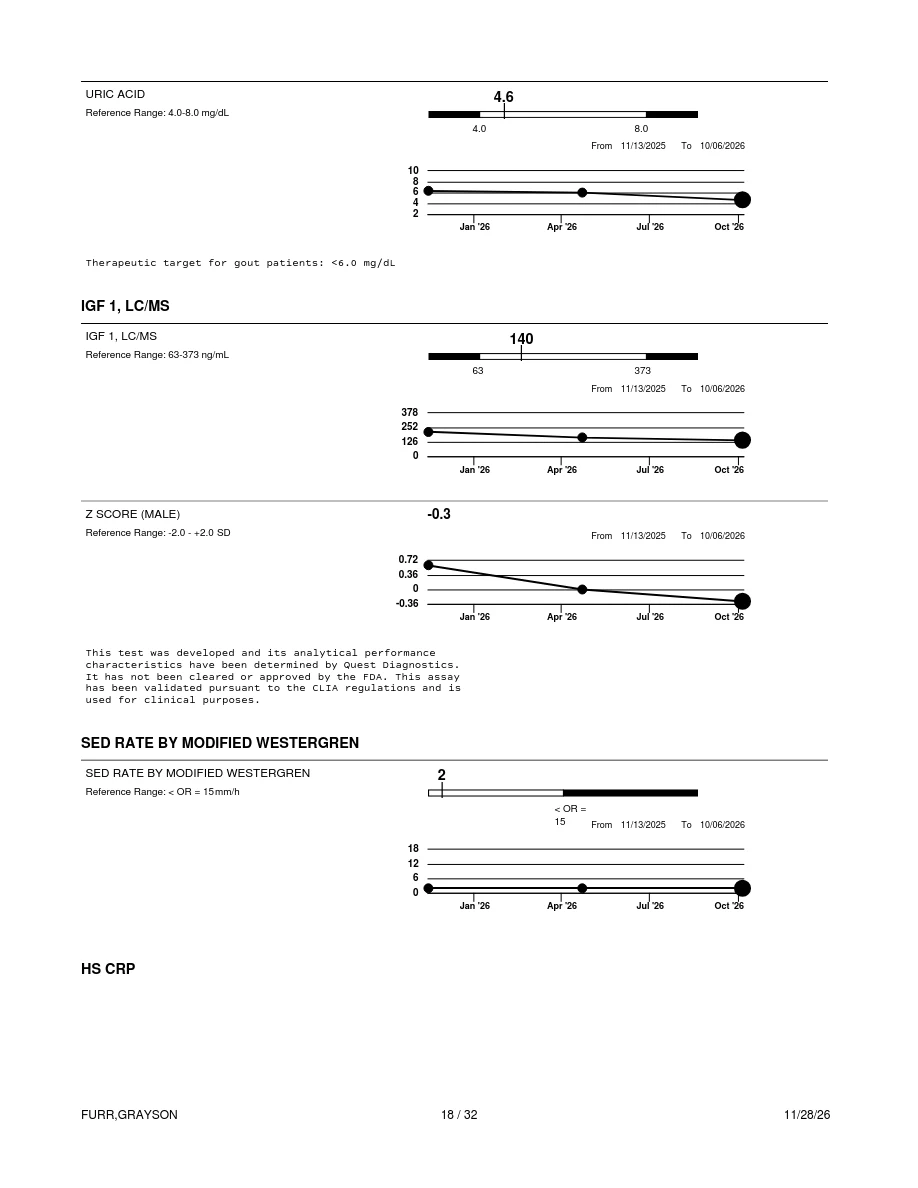 URIC ACID
Reference Range: 4.0-8.0 mg/dL
4.6
4.0 8.0
From 11/13/2025 To 10/06/2026
10
8
6
4
2
Jan '26 Apr '26 Jul '26 Oct '26
Therapeutic target for gout patients: <6.0 mg/dL
IGF 1, LC/MS
IGF 1, LC/MS
Reference Range: 63-373 ng/mL
140
63 373
From 11/13/2025 To 10/06/2026
378
252
126
0
Jan '26 Apr '26 Jul '26 Oct '26
Z SCORE (MALE)
Reference Range: -2.0 - +2.0 SD
-0.3
From 11/13/2025 To 10/06/2026
0.72
0.36
0
-0.36
Jan '26 Apr '26 Jul '26 Oct '26
This test was developed and its analytical performance
characteristics have been determined by Quest Diagnostics.
It has not been cleared or approved by the FDA. This assay
has been validated pursuant to the CLIA regulations and is
used for clinical purposes.
SED RATE BY MODIFIED WESTERGREN
SED RATE BY MODIFIED WESTERGREN
Reference Range: < OR = 15 mm/h
2
< OR =
15
From 11/13/2025 To 10/06/2026
18
12
6
0
Jan '26 Apr '26 Jul '26 Oct '26
HS CRP
FURR,GRAYSON 18 / 32 11/28/26